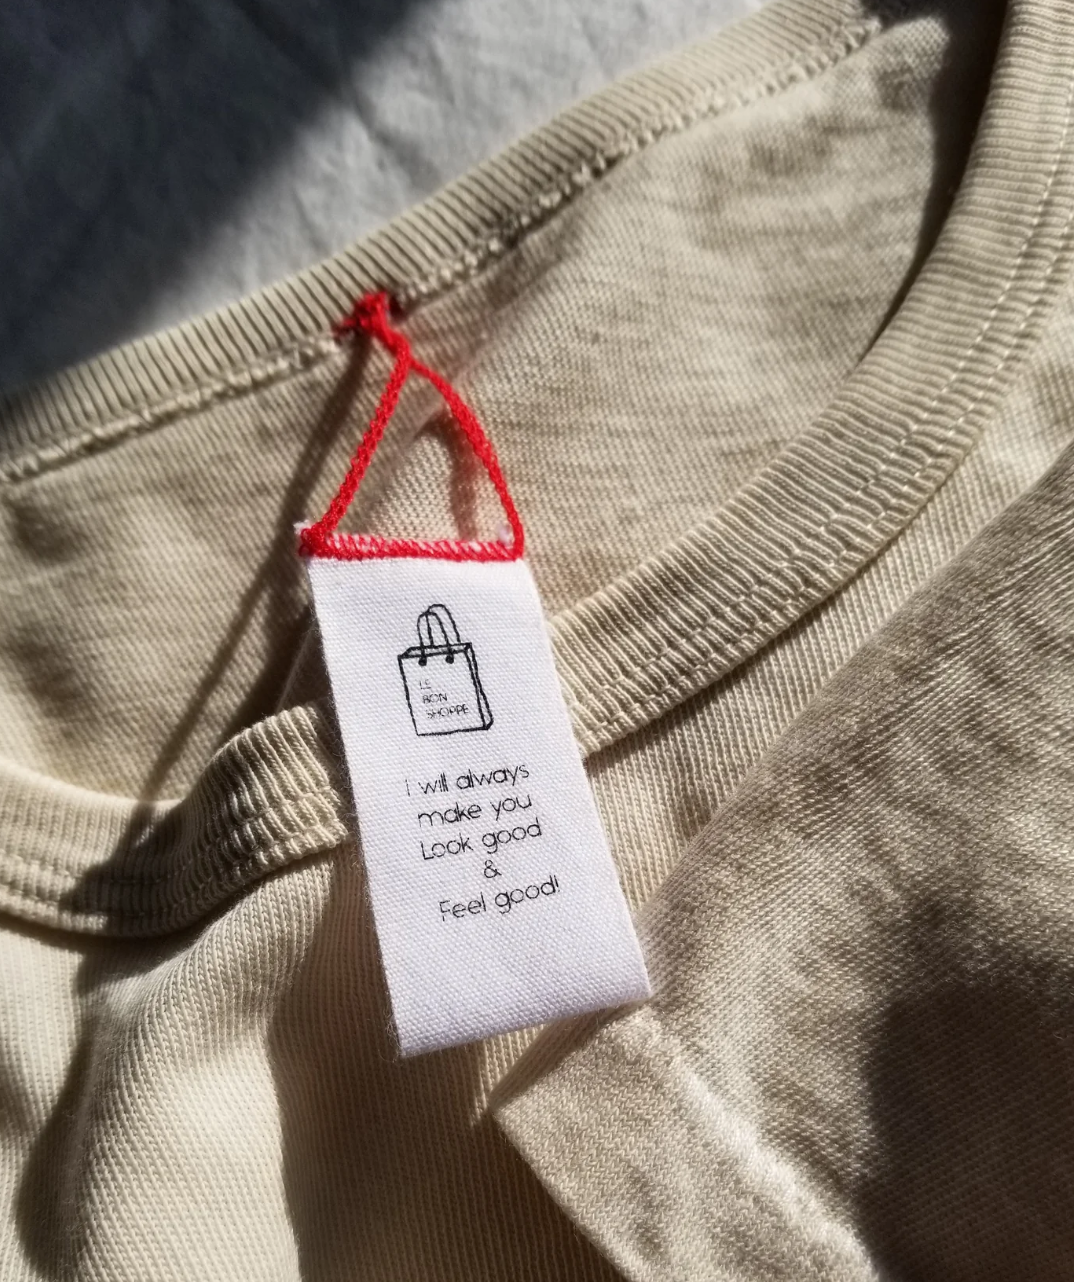 LE
BON
SHOPPE
i will always
make you
Look good
&
Feel good!